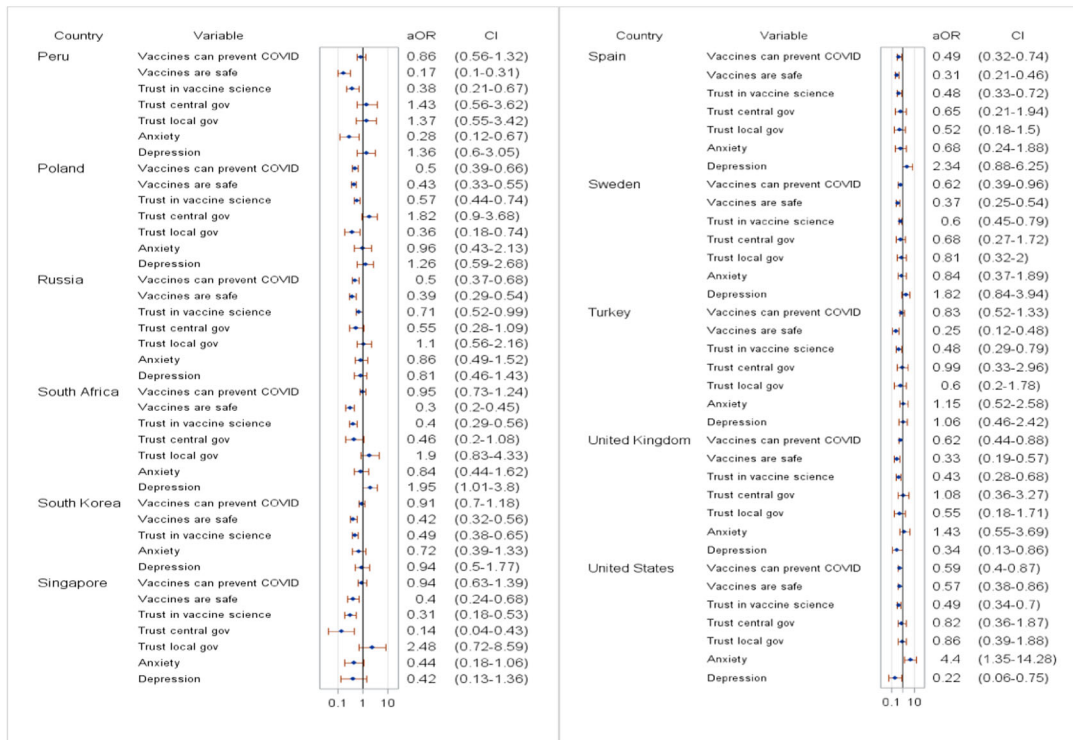 Country Variable aOR CI
Peru Vaccines can prevent COVID 0.86 (0.56-1.32)
Vaccines are safe 0.17 (0.1-0.31)
Trust in vaccine science 0.38 (0.21-0.67)
Trust central gov 1.43 (0.56-3.62)
Trust local gov 1.37 (0.55-3.42)
Anxiety 0.28 (0.12-0.67)
Depression 1.36 (0.6-3.05)
Poland Vaccines can prevent COVID 0.5 (0.39-0.66)
Vaccines are safe 0.43 (0.33-0.55)
Trust in vaccine science 0.57 (0.44-0.74)
Trust central gov 1.82 (0.9-3.68)
Trust local gov 0.36 (0.18-0.74)
Anxiety 0.96 (0.43-2.13)
Depression 1.26 (0.59-2.68)
Russia Vaccines can prevent COVID 0.5 (0.37-0.68)
Vaccines are safe 0.39 (0.29-0.54)
Trust in vaccine science 0.71 (0.52-0.99)
Trust central gov 0.55 (0.28-1.09)
Trust local gov 1.1 (0.56-2.16)
Anxiety 0.86 (0.49-1.52)
Depression 0.81 (0.46-1.43)
South Africa Vaccines can prevent COVID 0.95 (0.73-1.24)
Vaccines are safe 0.3 (0.2-0.45)
Trust in vaccine science 0.4 (0.29-0.56)
Trust central gov 0.46 (0.2-1.08)
Trust local gov 1.9 (0.83-4.33)
Anxiety 0.84 (0.44-1.62)
Depression 1.95 (1.01-3.8)
South Korea Vaccines can prevent COVID 0.91 (0.7-1.18)
Vaccines are safe 0.42 (0.32-0.56)
Trust in vaccine science 0.49 (0.38-0.65)
Anxiety 0.72 (0.39-1.33)
Depression 0.94 (0.5-1.77)
Singapore Vaccines can prevent COVID 0.94 (0.63-1.39)
Vaccines are safe 0.4 (0.24-0.68)
Trust in vaccine science 0.31 (0.18-0.53)
Trust central gov 0.14 (0.04-0.43)
Trust local gov 2.48 (0.72-8.59)
Anxiety 0.44 (0.18-1.06)
Depression 0.42 (0.13-1.36)
0.1 1 10
Country Variable aOR CI
Spain Vaccines can prevent COVID 0.49 (0.32-0.74)
Vaccines are safe 0.31 (0.21-0.46)
Trust in vaccine science 0.48 (0.33-0.72)
Trust central gov 0.65 (0.21-1.94)
Trust local gov 0.52 (0.18-1.5)
Anxiety 0.68 (0.24-1.88)
Depression 2.34 (0.88-6.25)
Sweden Vaccines can prevent COVID 0.62 (0.39-0.96)
Vaccines are safe 0.37 (0.25-0.54)
Trust in vaccine science 0.6 (0.45-0.79)
Trust central gov 0.68 (0.27-1.72)
Trust local gov 0.81 (0.32-2)
Anxiety 0.84 (0.37-1.89)
Depression 1.82 (0.84-3.94)
Turkey Vaccines can prevent COVID 0.83 (0.52-1.33)
Vaccines are safe 0.25 (0.12-0.48)
Trust in vaccine science 0.48 (0.29-0.79)
Trust central gov 0.99 (0.33-2.96)
Trust local gov 0.6 (0.2-1.78)
Anxiety 1.15 (0.52-2.58)
Depression 1.06 (0.46-2.42)
United Kingdom Vaccines can prevent COVID 0.62 (0.44-0.88)
Vaccines are safe 0.33 (0.19-0.57)
Trust in vaccine science 0.43 (0.28-0.68)
Trust central gov 1.08 (0.36-3.27)
Trust local gov 0.55 (0.18-1.71)
Anxiety 1.43 (0.55-3.69)
Depression 0.34 (0.13-0.86)
United States Vaccines can prevent COVID 0.59 (0.4-0.87)
Vaccines are safe 0.57 (0.38-0.86)
Trust in vaccine science 0.49 (0.34-0.7)
Trust central gov 0.82 (0.36-1.87)
Trust local gov 0.86 (0.39-1.88)
Anxiety 4.4 (1.35-14.28)
Depression 0.22 (0.06-0.75)
0.1 10